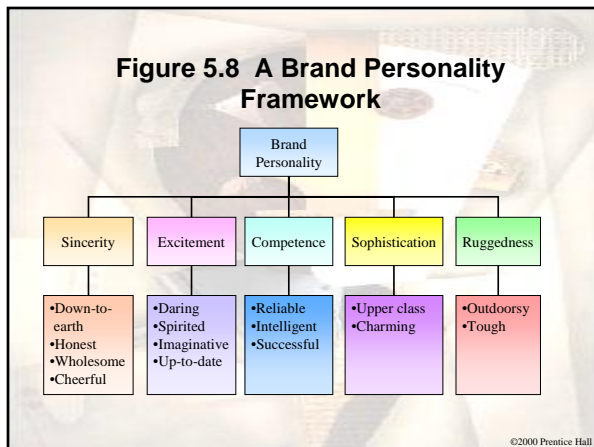 Figure 5.8 A Brand Personality
Framework
Brand
Personality
Sincerity
Excitement
Competence
Sophistication
Ruggedness
•Down-to-
earth
•Honest
•Wholesome
•Cheerful
•Daring
•Spirited
•Imaginative
•Up-to-date
•Reliable
•Intelligent
•Successful
•Upper class
•Charming
•Outdoorsy
•Tough
©2000 Prentice Hall